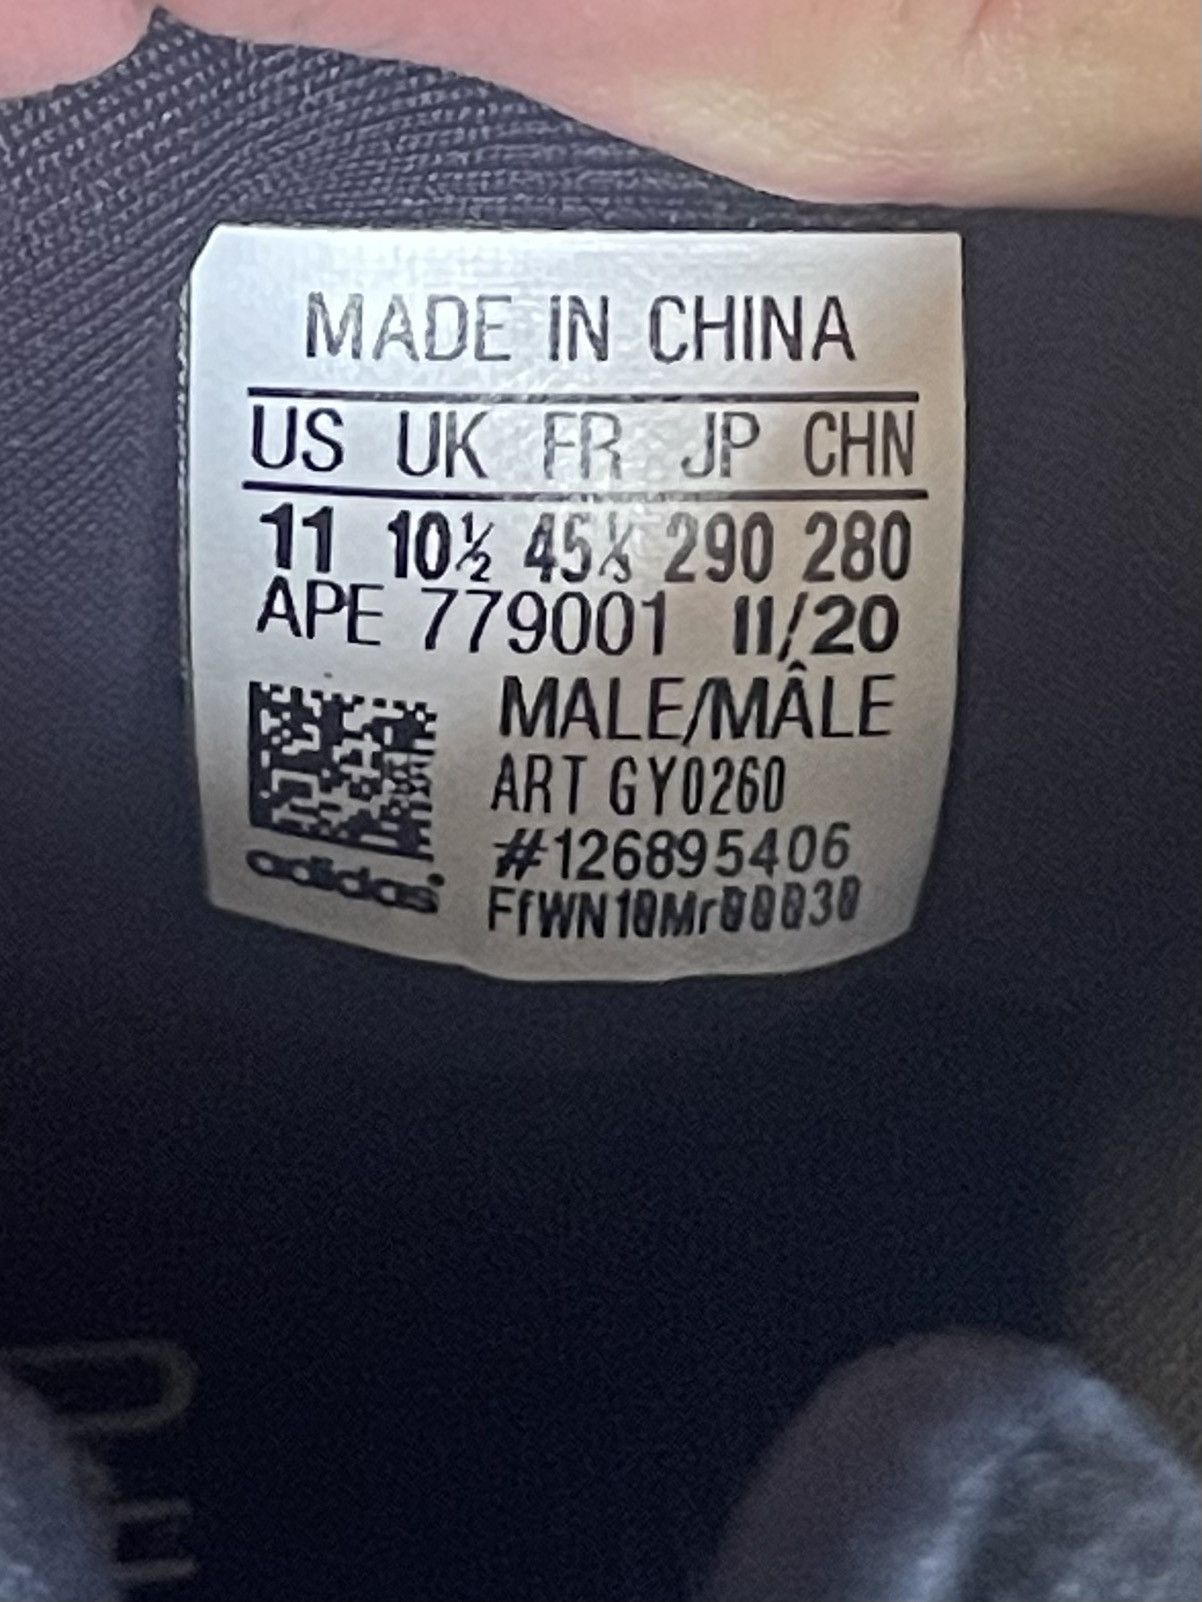 MADE IN CHINA
US UK FR JP CHN
11 10½ 45⅓ 290 280
APE 779001 11/20
MALE/MÂLE
ART GY0260
#126895406
adidas
FfWN10Mr00030